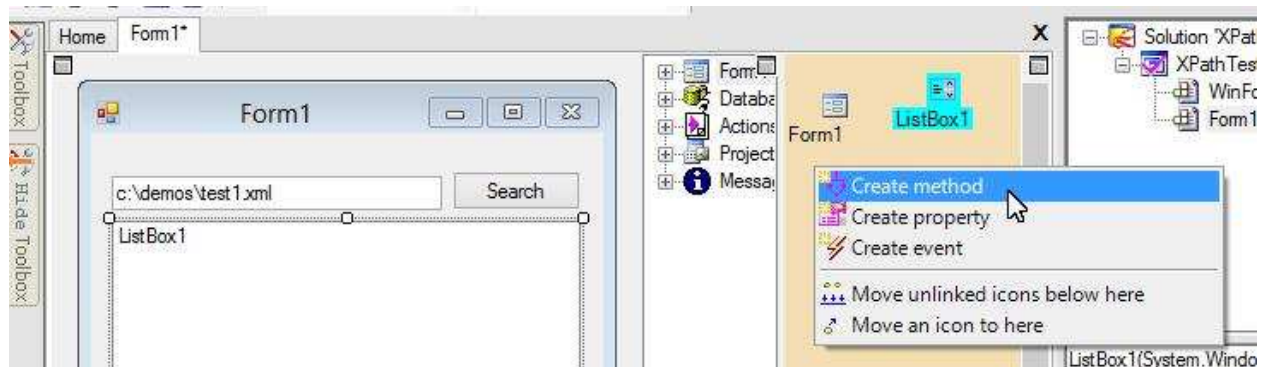 Home Form1*
X
Toolbox
Hide Toolbox
Form1
c:\demos\test1.xml
Search
ListBox1
Form
Databa
Actions
Project
Messa
Form1
ListBox1
Create method
Create property
Create event
Move unlinked icons below here
Move an icon to here
Solution 'XPat
XPathTes
WinFo
Form1
ListBox1(System.Windo